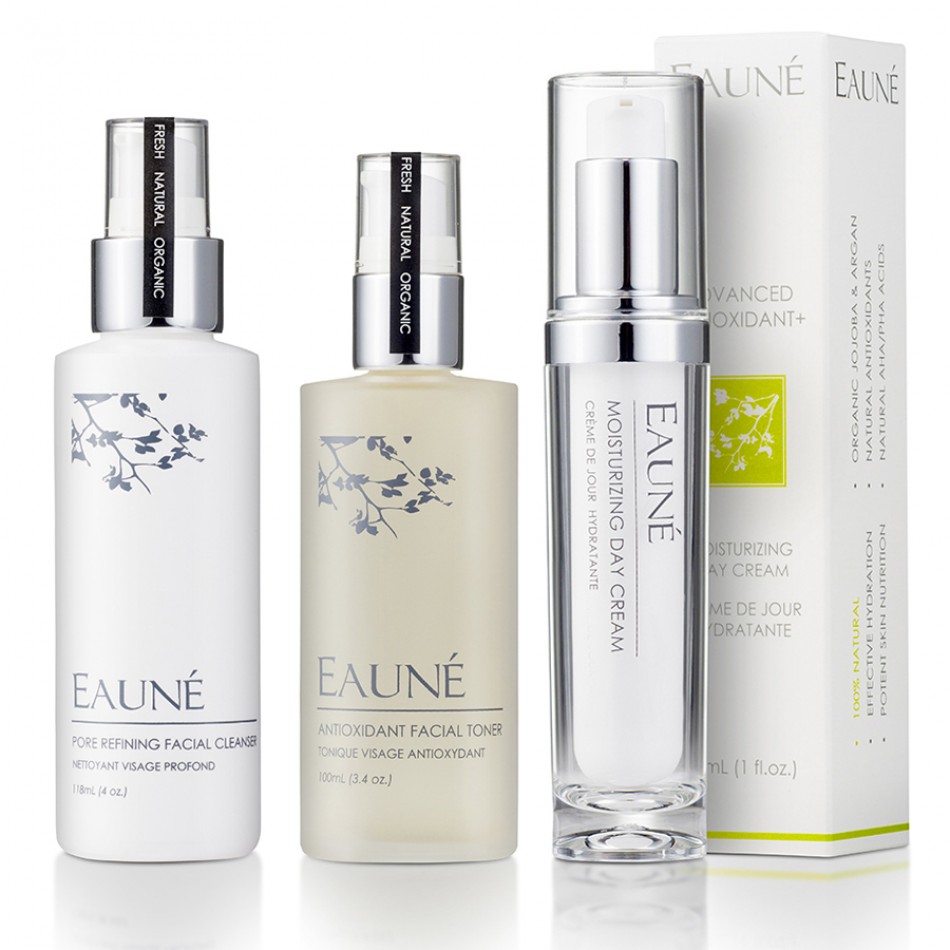 FRESH NATURAL ORGANIC
EAUNÉ
PORE REFINING FACIAL CLEANSER
NETTOYANT VISAGE PROFOND
118mL (4 oz.)
FRESH NATURAL ORGANIC
EAUNÉ
ANTIOXIDANT FACIAL TONER
TONIQUE VISAGE ANTIOXYDANT
100mL (3.4 oz.)
EAUNÉ
MOISTURIZING DAY CREAM
CRÈME DE JOUR HYDRATANTE
EAUNÉ
DVANCED
OXIDANT+
OISTURIZING
AY CREAM
ME DE JOUR
YDRATANTE
mL (1 fl.oz.)
EAUNÉ
ORGANIC JOJOBA & ARGAN
NATURAL ANTIOXIDANTS
NATURAL AHA/PHA ACIDS
100% NATURAL
EFFECTIVE HYDRATION
POTENT SKIN NUTRITION